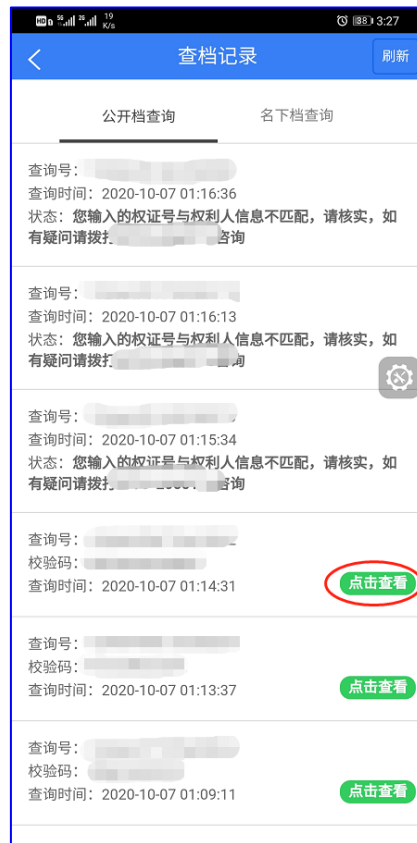 HD 56 26 19 K/s 38 3:27
查档记录 刷新
公开档查询 名下档查询
查询号：
查询时间：2020-10-07 01:16:36
状态：您输入的权证号与权利人信息不匹配，请核实，如
有疑问请拨打 咨询
查询号：
查询时间：2020-10-07 01:16:13
状态：您输入的权证号与权利人信息不匹配，请核实，如
有疑问请拨打 咨询
查询号：
查询时间：2020-10-07 01:15:34
状态：您输入的权证号与权利人信息不匹配，请核实，如
有疑问请拨打 咨询
查询号：
校验码：
查询时间：2020-10-07 01:14:31 点击查看
查询号：
校验码：
查询时间：2020-10-07 01:13:37 点击查看
查询号：
校验码：
查询时间：2020-10-07 01:09:11 点击查看